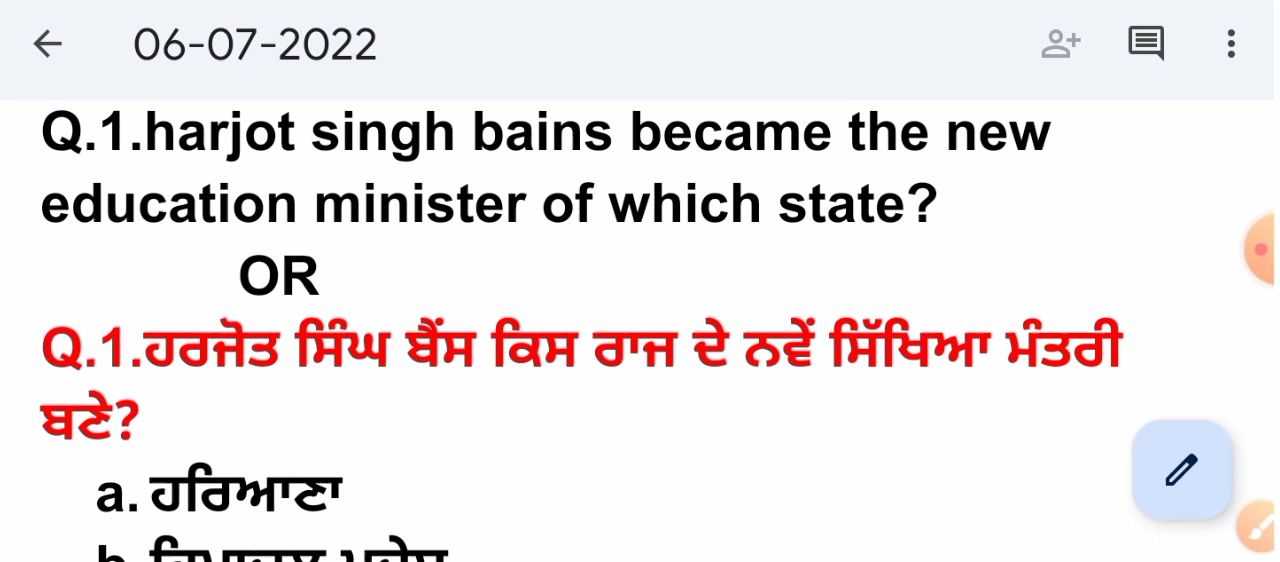 06-07-2022
Q.1.harjot singh bains became the new
education minister of which state?
OR
Q.1.ਹਰਜੋਤ ਸਿੰਘ ਬੈਂਸ ਕਿਸ ਰਾਜ ਦੇ ਨਵੇਂ ਸਿੱਖਿਆ ਮੰਤਰੀ
ਬਣੇ?
a. ਹਰਿਆਣਾ